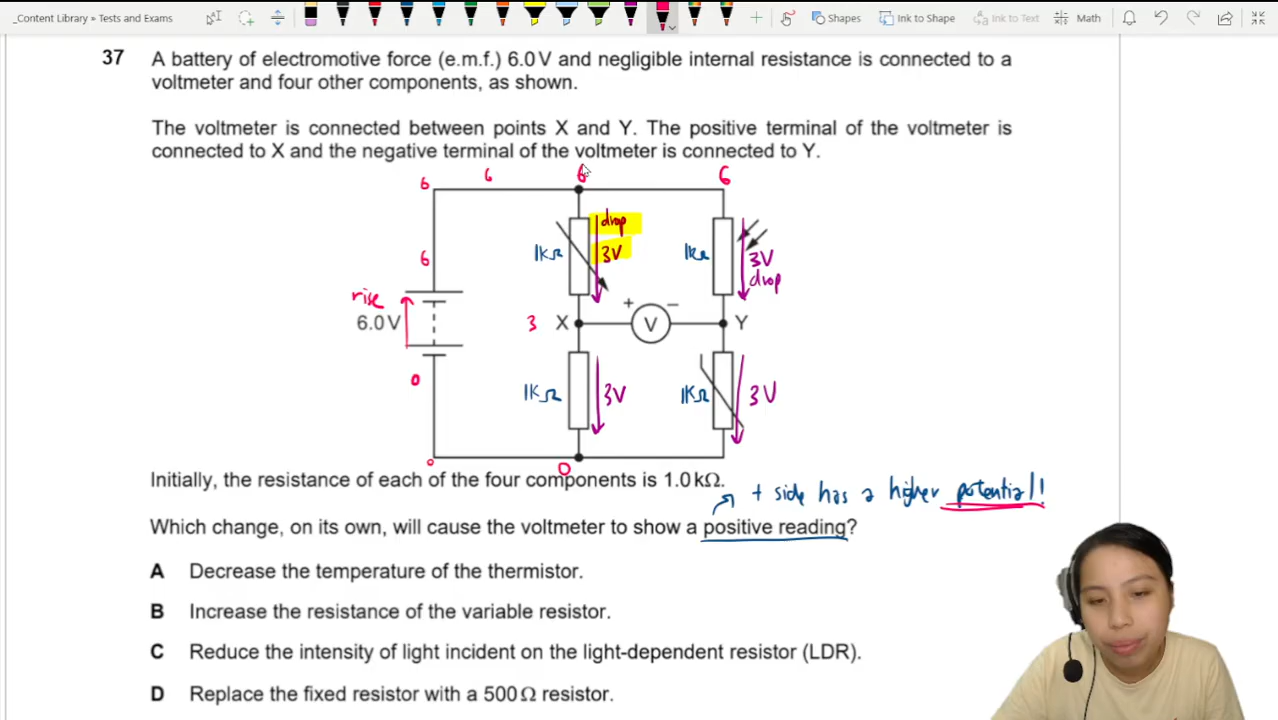 _Content Library » Tests and Exams
Shapes
Ink to Shape
Ink to Text
Math
37 A battery of electromotive force (e.m.f.) 6.0 V and negligible internal resistance is connected to a
voltmeter and four other components, as shown.
The voltmeter is connected between points X and Y. The positive terminal of the voltmeter is
connected to X and the negative terminal of the voltmeter is connected to Y.
6 6 6 6
drop
1kΩ 3V 1kΩ 3V
drop
6
rise
6.0 V
+ −
3 X V Y
0
1kΩ 3V 1kΩ 3V
0 0
Initially, the resistance of each of the four components is 1.0 kΩ.
+ side has a higher potential!
Which change, on its own, will cause the voltmeter to show a positive reading?
A Decrease the temperature of the thermistor.
B Increase the resistance of the variable resistor.
C Reduce the intensity of light incident on the light-dependent resistor (LDR).
D Replace the fixed resistor with a 500 Ω resistor.